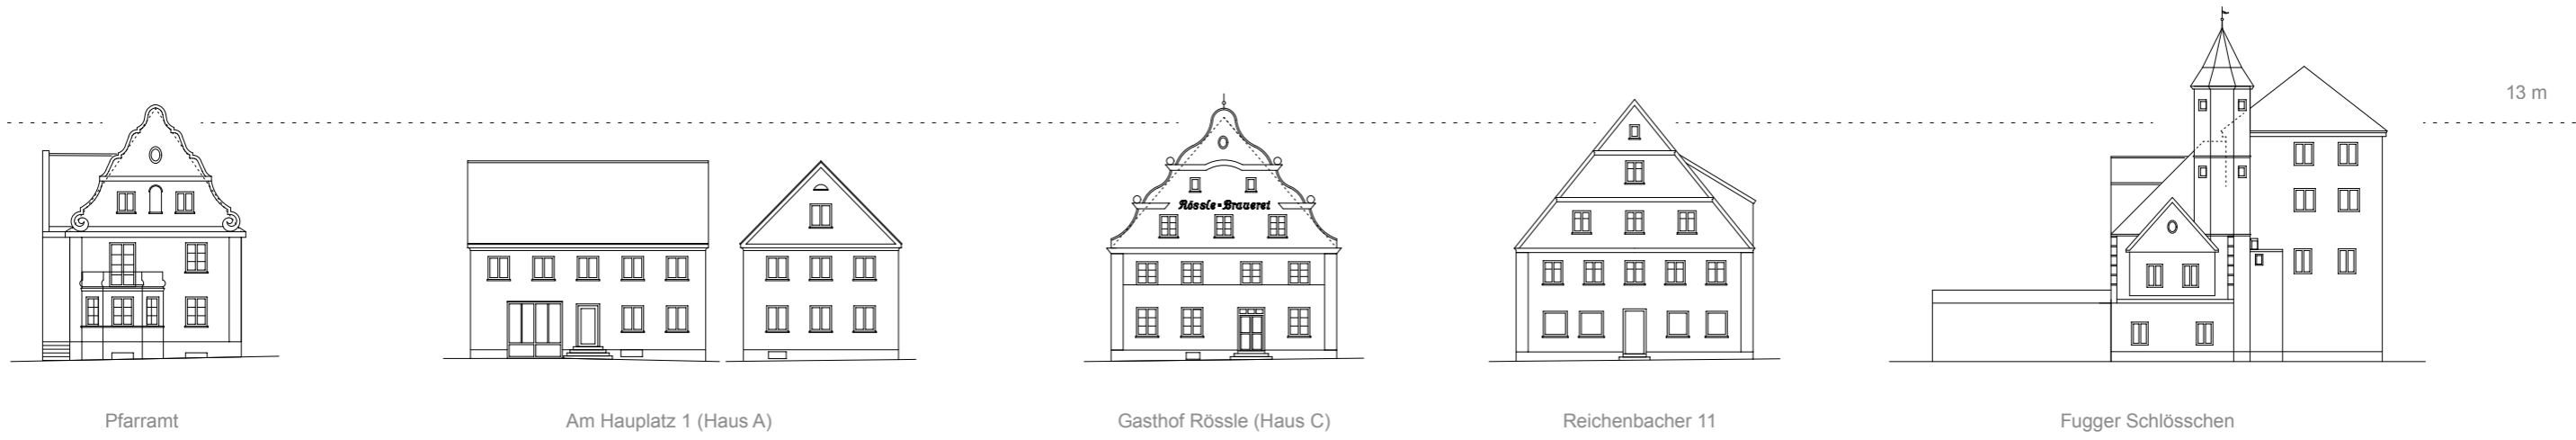 13 m
Rössle-Brauerei
Pfarramt
Am Hauplatz 1 (Haus A)
Gasthof Rössle (Haus C)
Reichenbacher 11
Fugger Schlösschen